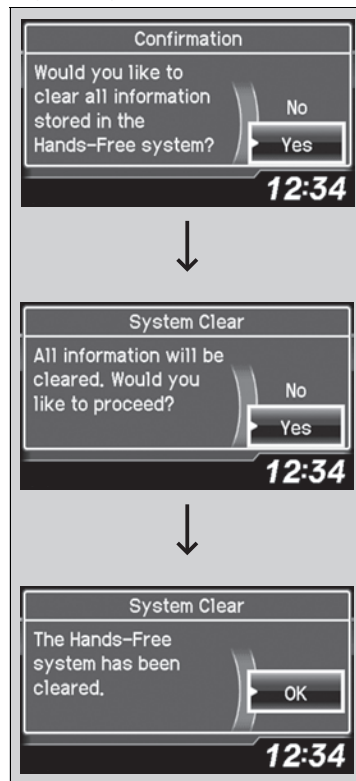 Confirmation
Would you like to
clear all information
stored in the
Hands-Free system?
No
Yes
12:34
System Clear
All information will be
cleared. Would you
like to proceed?
No
Yes
12:34
System Clear
The Hands-Free
system has been
cleared.
OK
12:34